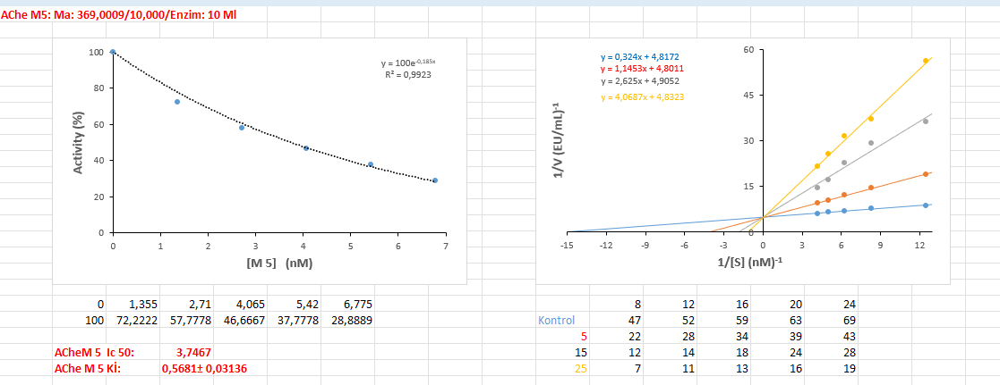 AChe M5: Ma: 369,0009/10,000/Enzim: 10 Ml
y = 100e^-0,185x
R² = 0,9923
100
80
60
40
20
0
0 1 2 3 4 5 6 7
Activity (%)
[M 5] (nM)
y = 0,324x + 4,8172
y = 1,1453x + 4,8011
y = 2,625x + 4,9052
y = 4,0687x + 4,8323
60
45
30
15
0
-15 -12 -9 -6 -3 0 3 6 9 12
1/V (EU/mL)⁻¹
1/[S] (nM)⁻¹
0 1,355 2,71 4,065 5,42 6,775
100 72,2222 57,7778 46,6667 37,7778 28,8889
ACheM 5 Ic 50: 3,7467
AChe M 5 Kİ: 0,5681± 0,03136
8 12 16 20 24
Kontrol 47 52 59 63 69
5 22 28 34 39 43
15 12 14 18 24 28
25 7 11 13 16 19